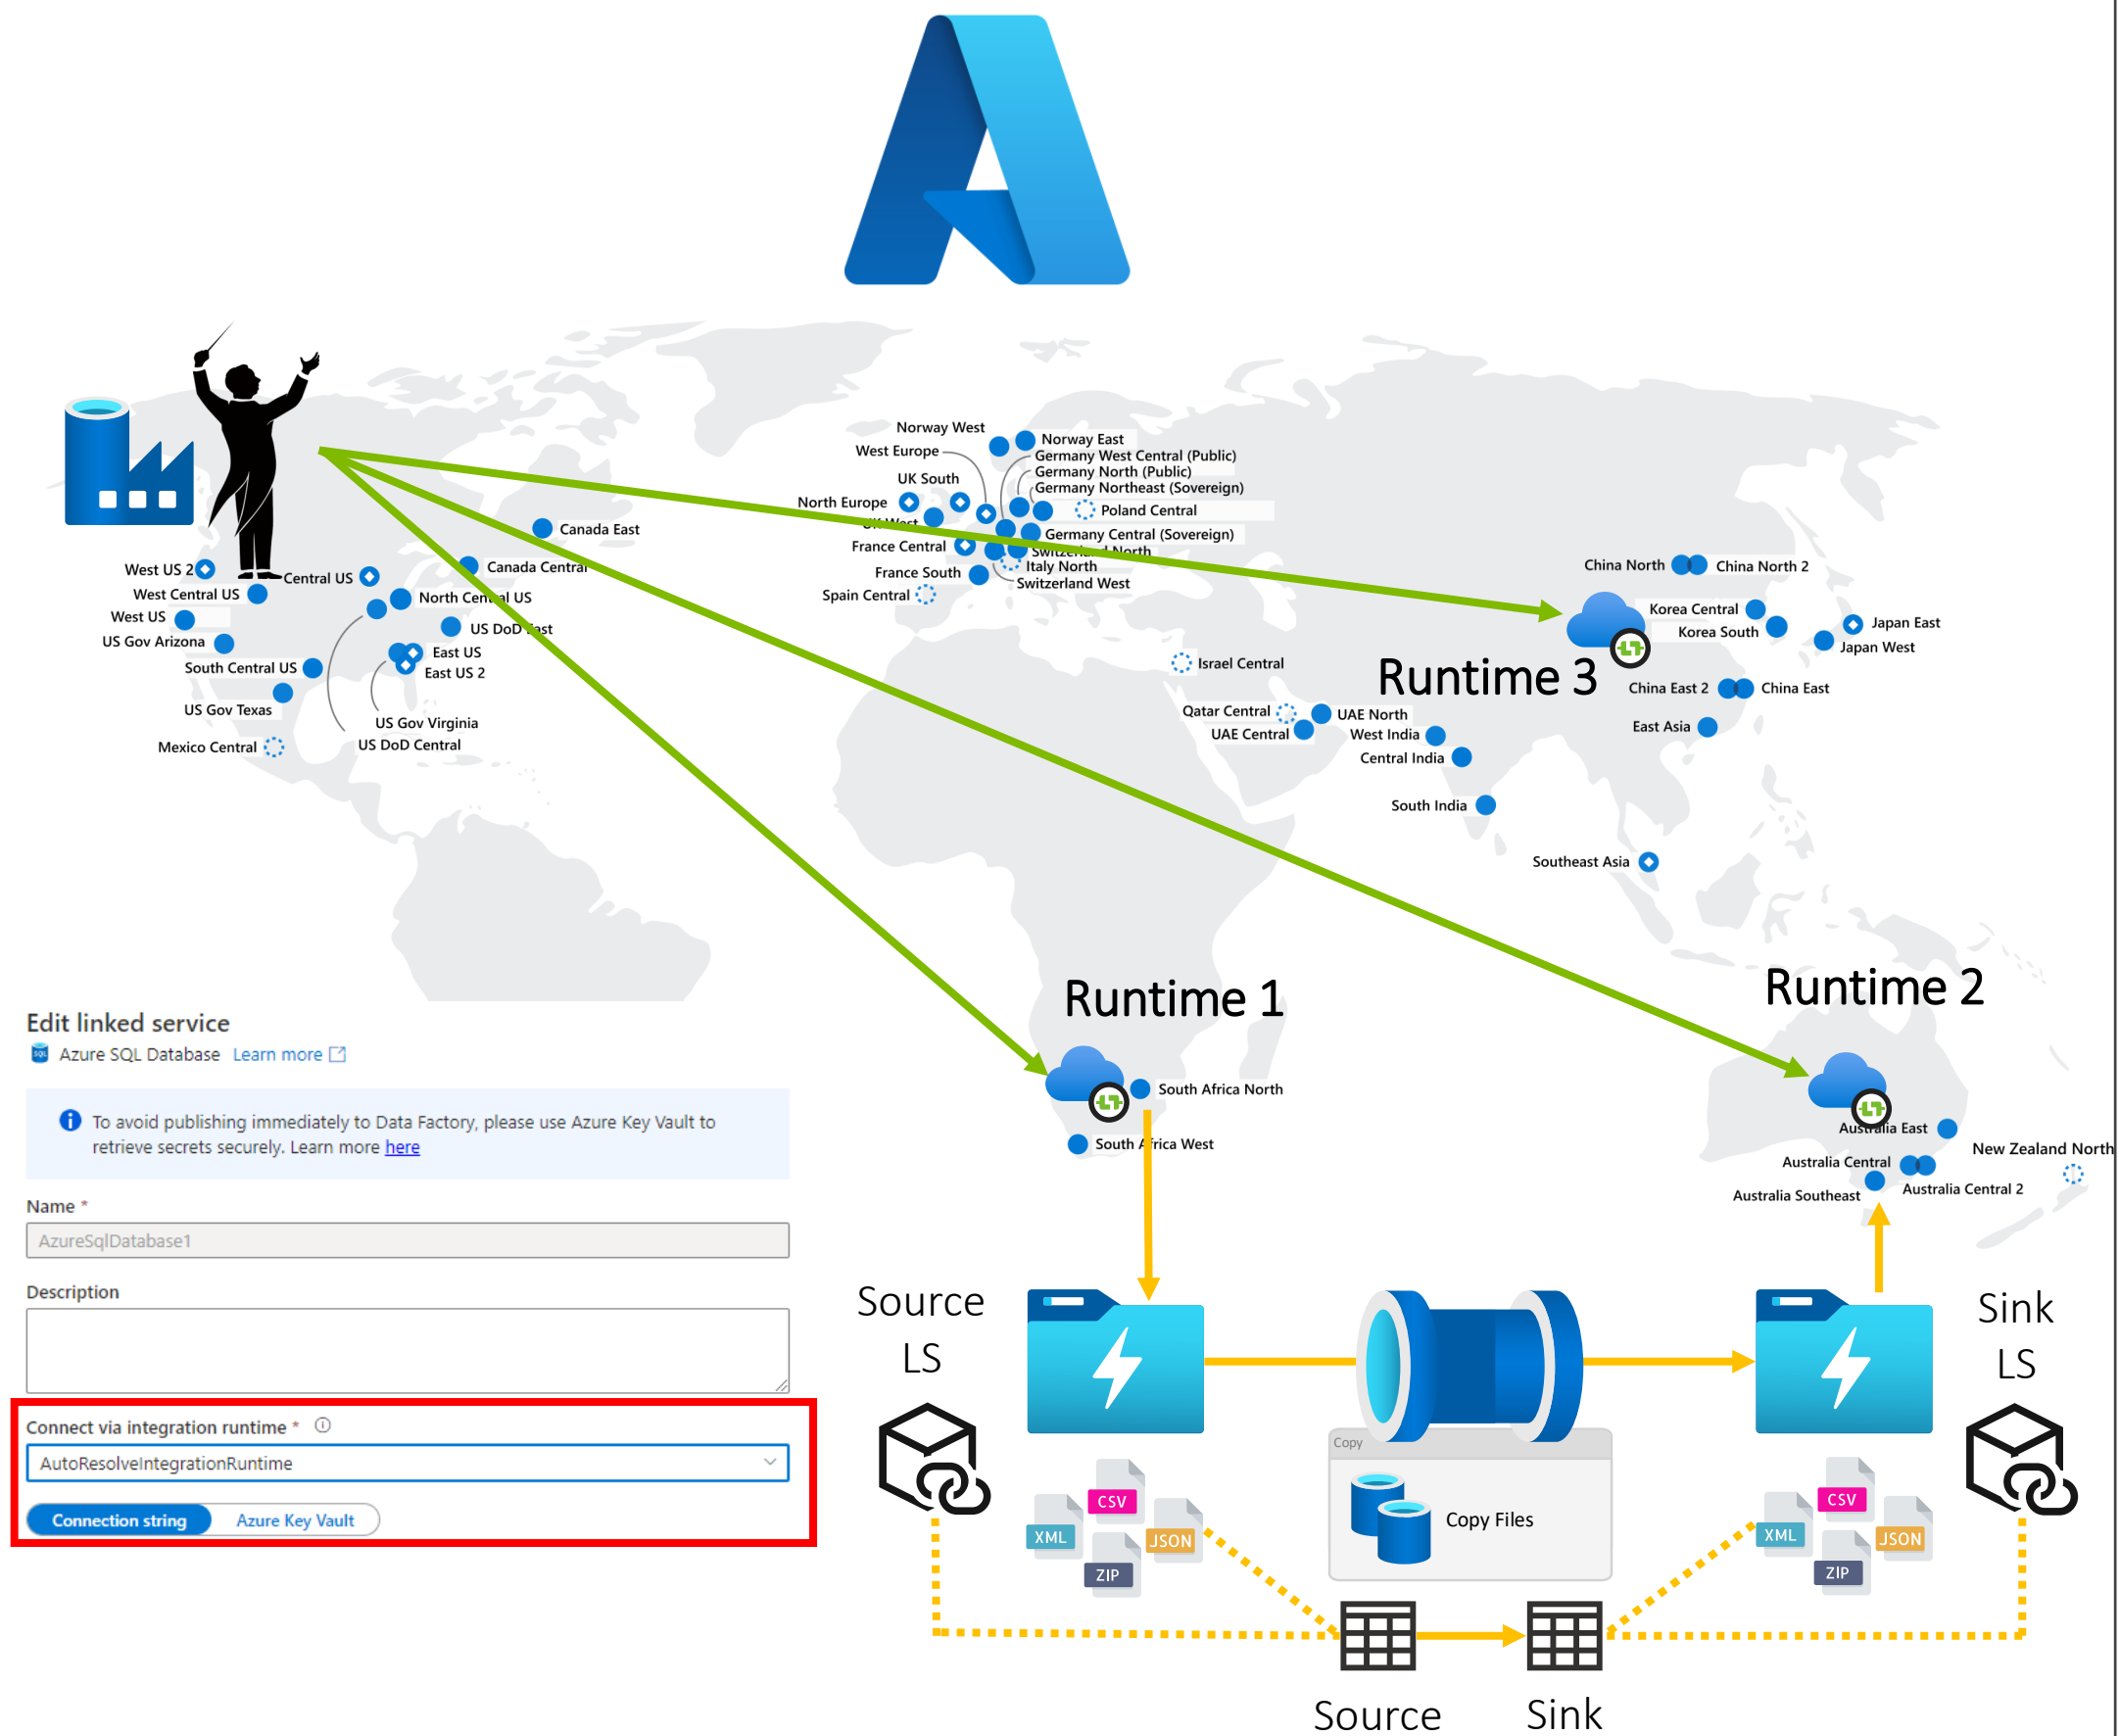 Norway West
Norway East
West Europe
Germany West Central (Public)
Germany North (Public)
UK South
Germany Northeast (Sovereign)
North Europe
Poland Central
UK West
Canada East
Germany Central (Sovereign)
France Central
Switzerland North
Italy North
France South
Switzerland West
Spain Central
West US 2
Central US
Canada Central
West Central US
North Central US
West US
US DoD East
US Gov Arizona
East US
South Central US
East US 2
US Gov Texas
US Gov Virginia
US DoD Central
Mexico Central
China North
China North 2
Korea Central
Korea South
Japan East
Japan West
Israel Central
Runtime 3
China East 2
China East
Qatar Central
UAE North
UAE Central
West India
East Asia
Central India
South India
Southeast Asia
Runtime 1
Runtime 2
South Africa North
South Africa West
Australia East
New Zealand North
Australia Central
Australia Central 2
Australia Southeast
Edit linked service
SQL
Azure SQL Database Learn more
To avoid publishing immediately to Data Factory, please use Azure Key Vault to
retrieve secrets securely. Learn more here
Name *
AzureSqlDatabase1
Description
Connect via integration runtime *
AutoResolveIntegrationRuntime
Connection string
Azure Key Vault
Source
LS
Sink
LS
Copy
Copy Files
CSV
XML
JSON
ZIP
CSV
XML
JSON
ZIP
Source
Sink